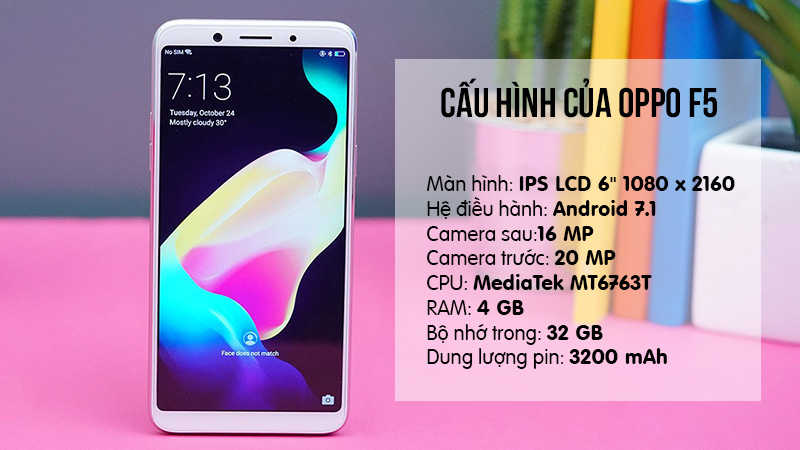 No SIM
7:13
Tuesday, October 24
Mostly cloudy 30°
Face does not match
CẤU HÌNH CỦA OPPO F5
Màn hình: IPS LCD 6" 1080 x 2160
Hệ điều hành: Android 7.1
Camera sau:16 MP
Camera trước: 20 MP
CPU: MediaTek MT6763T
RAM: 4 GB
Bộ nhớ trong: 32 GB
Dung lượng pin: 3200 mAh